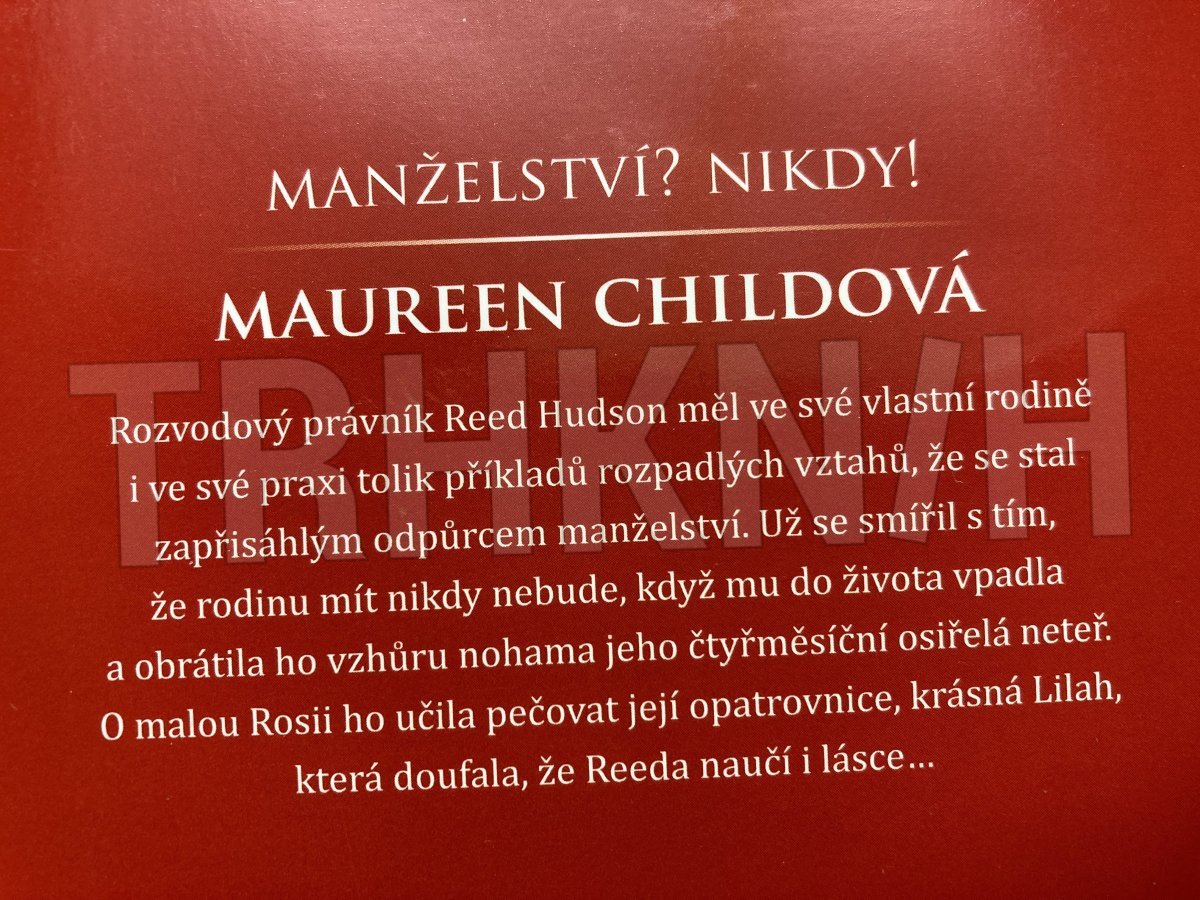 MANŽELSTVÍ? NIKDY!
MAUREEN CHILDOVÁ
TRHKNIH
Rozvodový právník Reed Hudson měl ve své vlastní rodině
i ve své praxi tolik příkladů rozpadlých vztahů, že se stal
zapřisáhlým odpůrcem manželství. Už se smířil s tím,
že rodinu mít nikdy nebude, když mu do života vpadla
a obrátila ho vzhůru nohama jeho čtyřměsíční osiřelá neteř.
O malou Rosii ho učila pečovat její opatrovnice, krásná Lilah,
která doufala, že Reeda naučí i lásce…